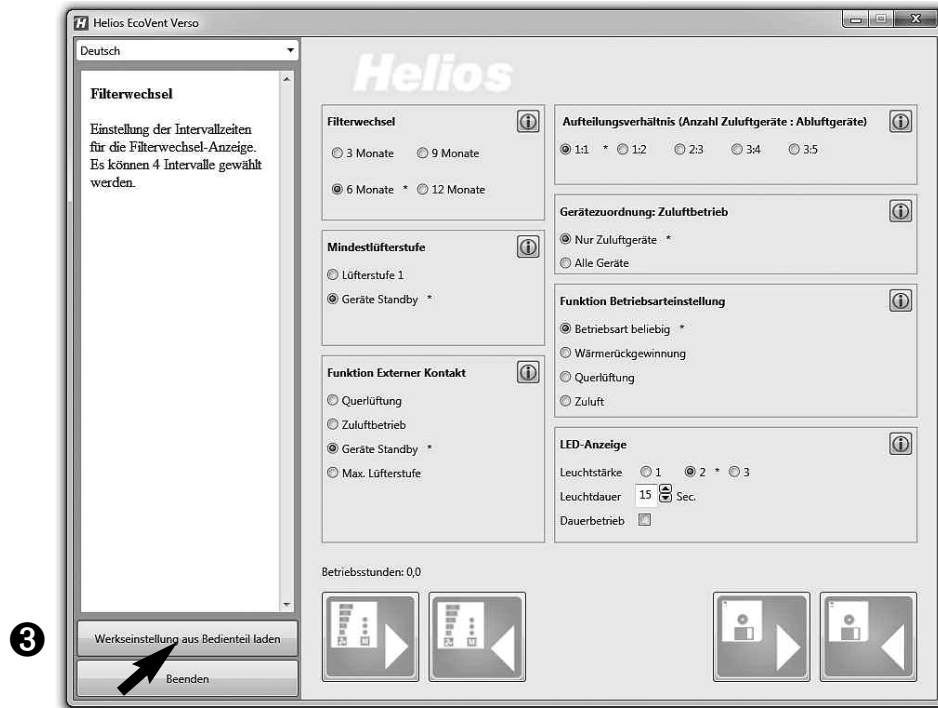 Helios EcoVent Verso
Deutsch
Filterwechsel
Einstellung der Intervallzeiten
für die Filterwechsel-Anzeige.
Es können 4 Intervalle gewählt
werden.
❸
Werkseinstellung aus Bedienteil laden
Beenden
Helios
Filterwechsel
3 Monate 9 Monate
6 Monate * 12 Monate
Mindestlüfterstufe
Lüfterstufe 1
Geräte Standby *
Funktion Externer Kontakt
Querlüftung
Zuluftbetrieb
Geräte Standby *
Max. Lüfterstufe
Aufteilungsverhältnis (Anzahl Zuluftgeräte : Abluftgeräte)
1:1 * 1:2 2:3 3:4 3:5
Gerätezuordnung: Zuluftbetrieb
Nur Zuluftgeräte *
Alle Geräte
Funktion Betriebsarteinstellung
Betriebsart beliebig *
Wärmerückgewinnung
Querlüftung
Zuluft
LED-Anzeige
Leuchtstärke 1 2 * 3
Leuchtdauer 15 Sec.
Dauerbetrieb
Betriebsstunden: 0,0